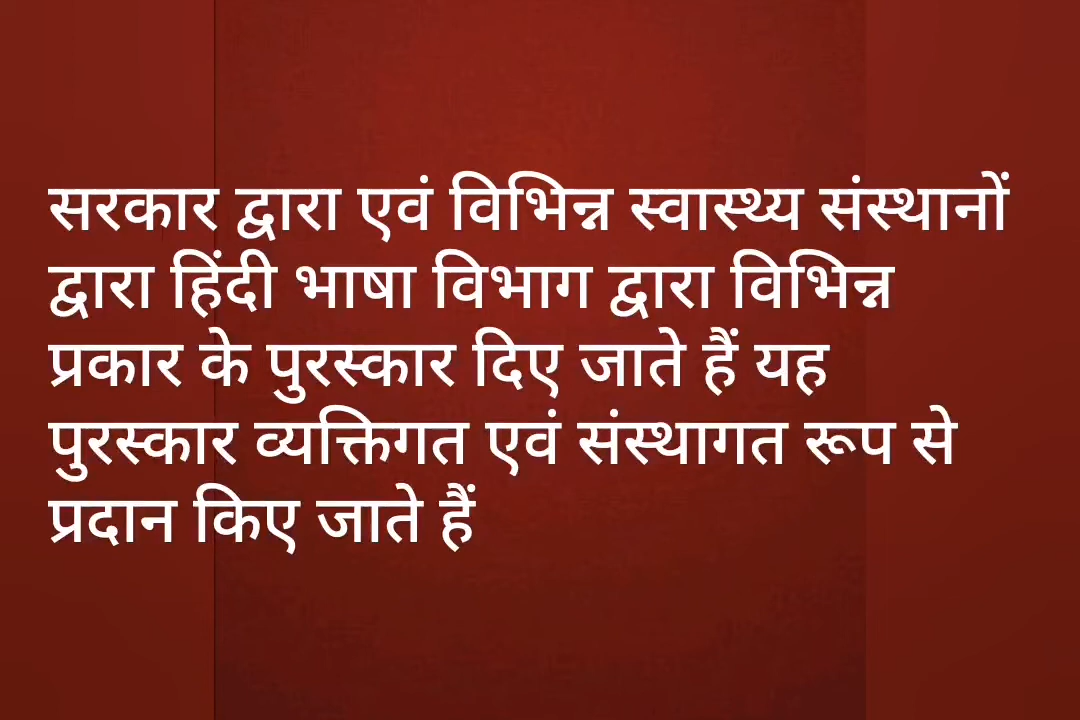 सरकार द्वारा एवं विभिन्न स्वास्थ्य संस्थानों
द्वारा हिंदी भाषा विभाग द्वारा विभिन्न
प्रकार के पुरस्कार दिए जाते हैं यह
पुरस्कार व्यक्तिगत एवं संस्थागत रूप से
प्रदान किए जाते हैं